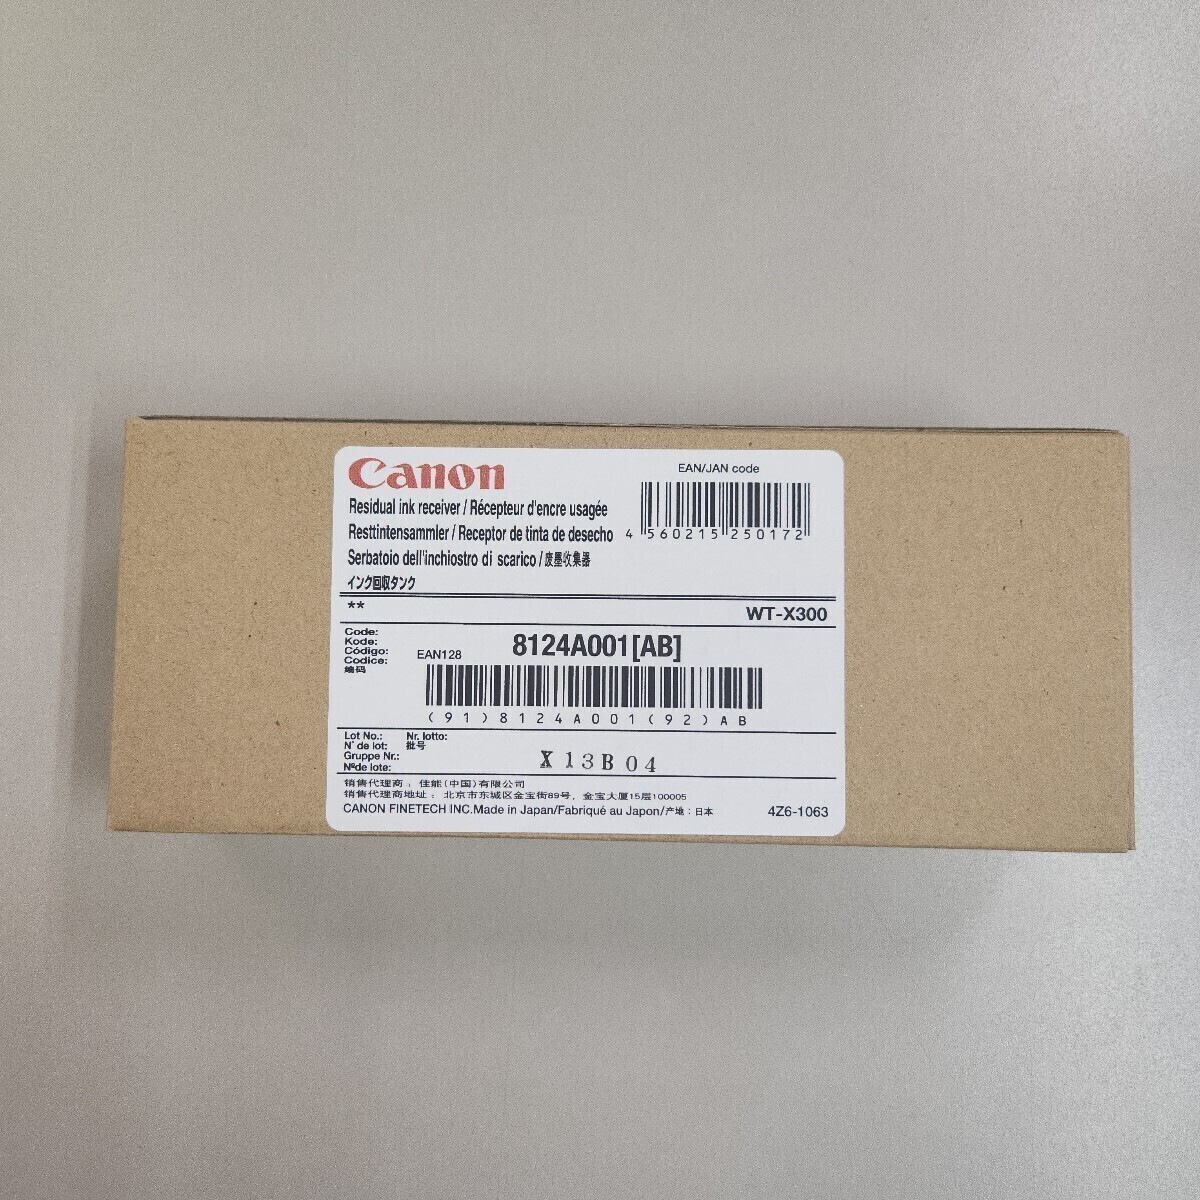 Canon
EAN/JAN code
Residual ink receiver / Récepteur d'encre usagée
Resttintensammler / Receptor de tinta de desecho
4 560215 250172
Serbatoio dell'inchiostro di scarico / 废墨收集器
インク回収タンク
** WT-X300
Code:
Kode:
Código:
Codice:
编码
EAN128 8124A001[AB]
(91)8124A001(92)AB
Lot No.: Nr. lotto:
N° de lot: 批号
Gruppe Nr.:
Nºde lote:
X 13B 04
销售代理商：佳能(中国)有限公司
销售代理商地址：北京市东城区金宝街89号，金宝大厦15层100005
CANON FINETECH INC.Made in Japan/Fabriqué au Japon/产地：日本 4Z6-1063